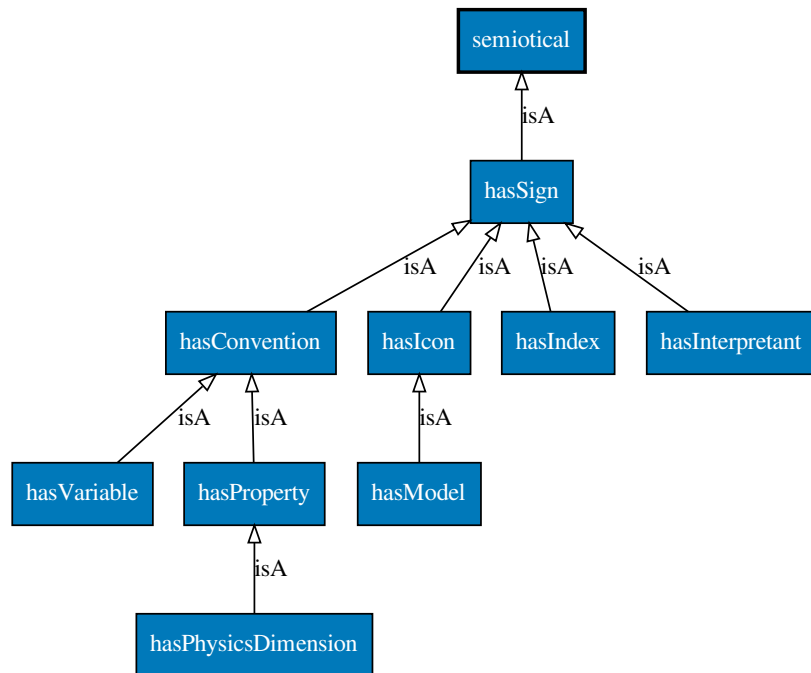 semiotical
isA
hasSign
isA
isA
isA
isA
hasConvention
hasIcon
hasIndex
hasInterpretant
isA
isA
isA
hasVariable
hasProperty
hasModel
isA
hasPhysicsDimension